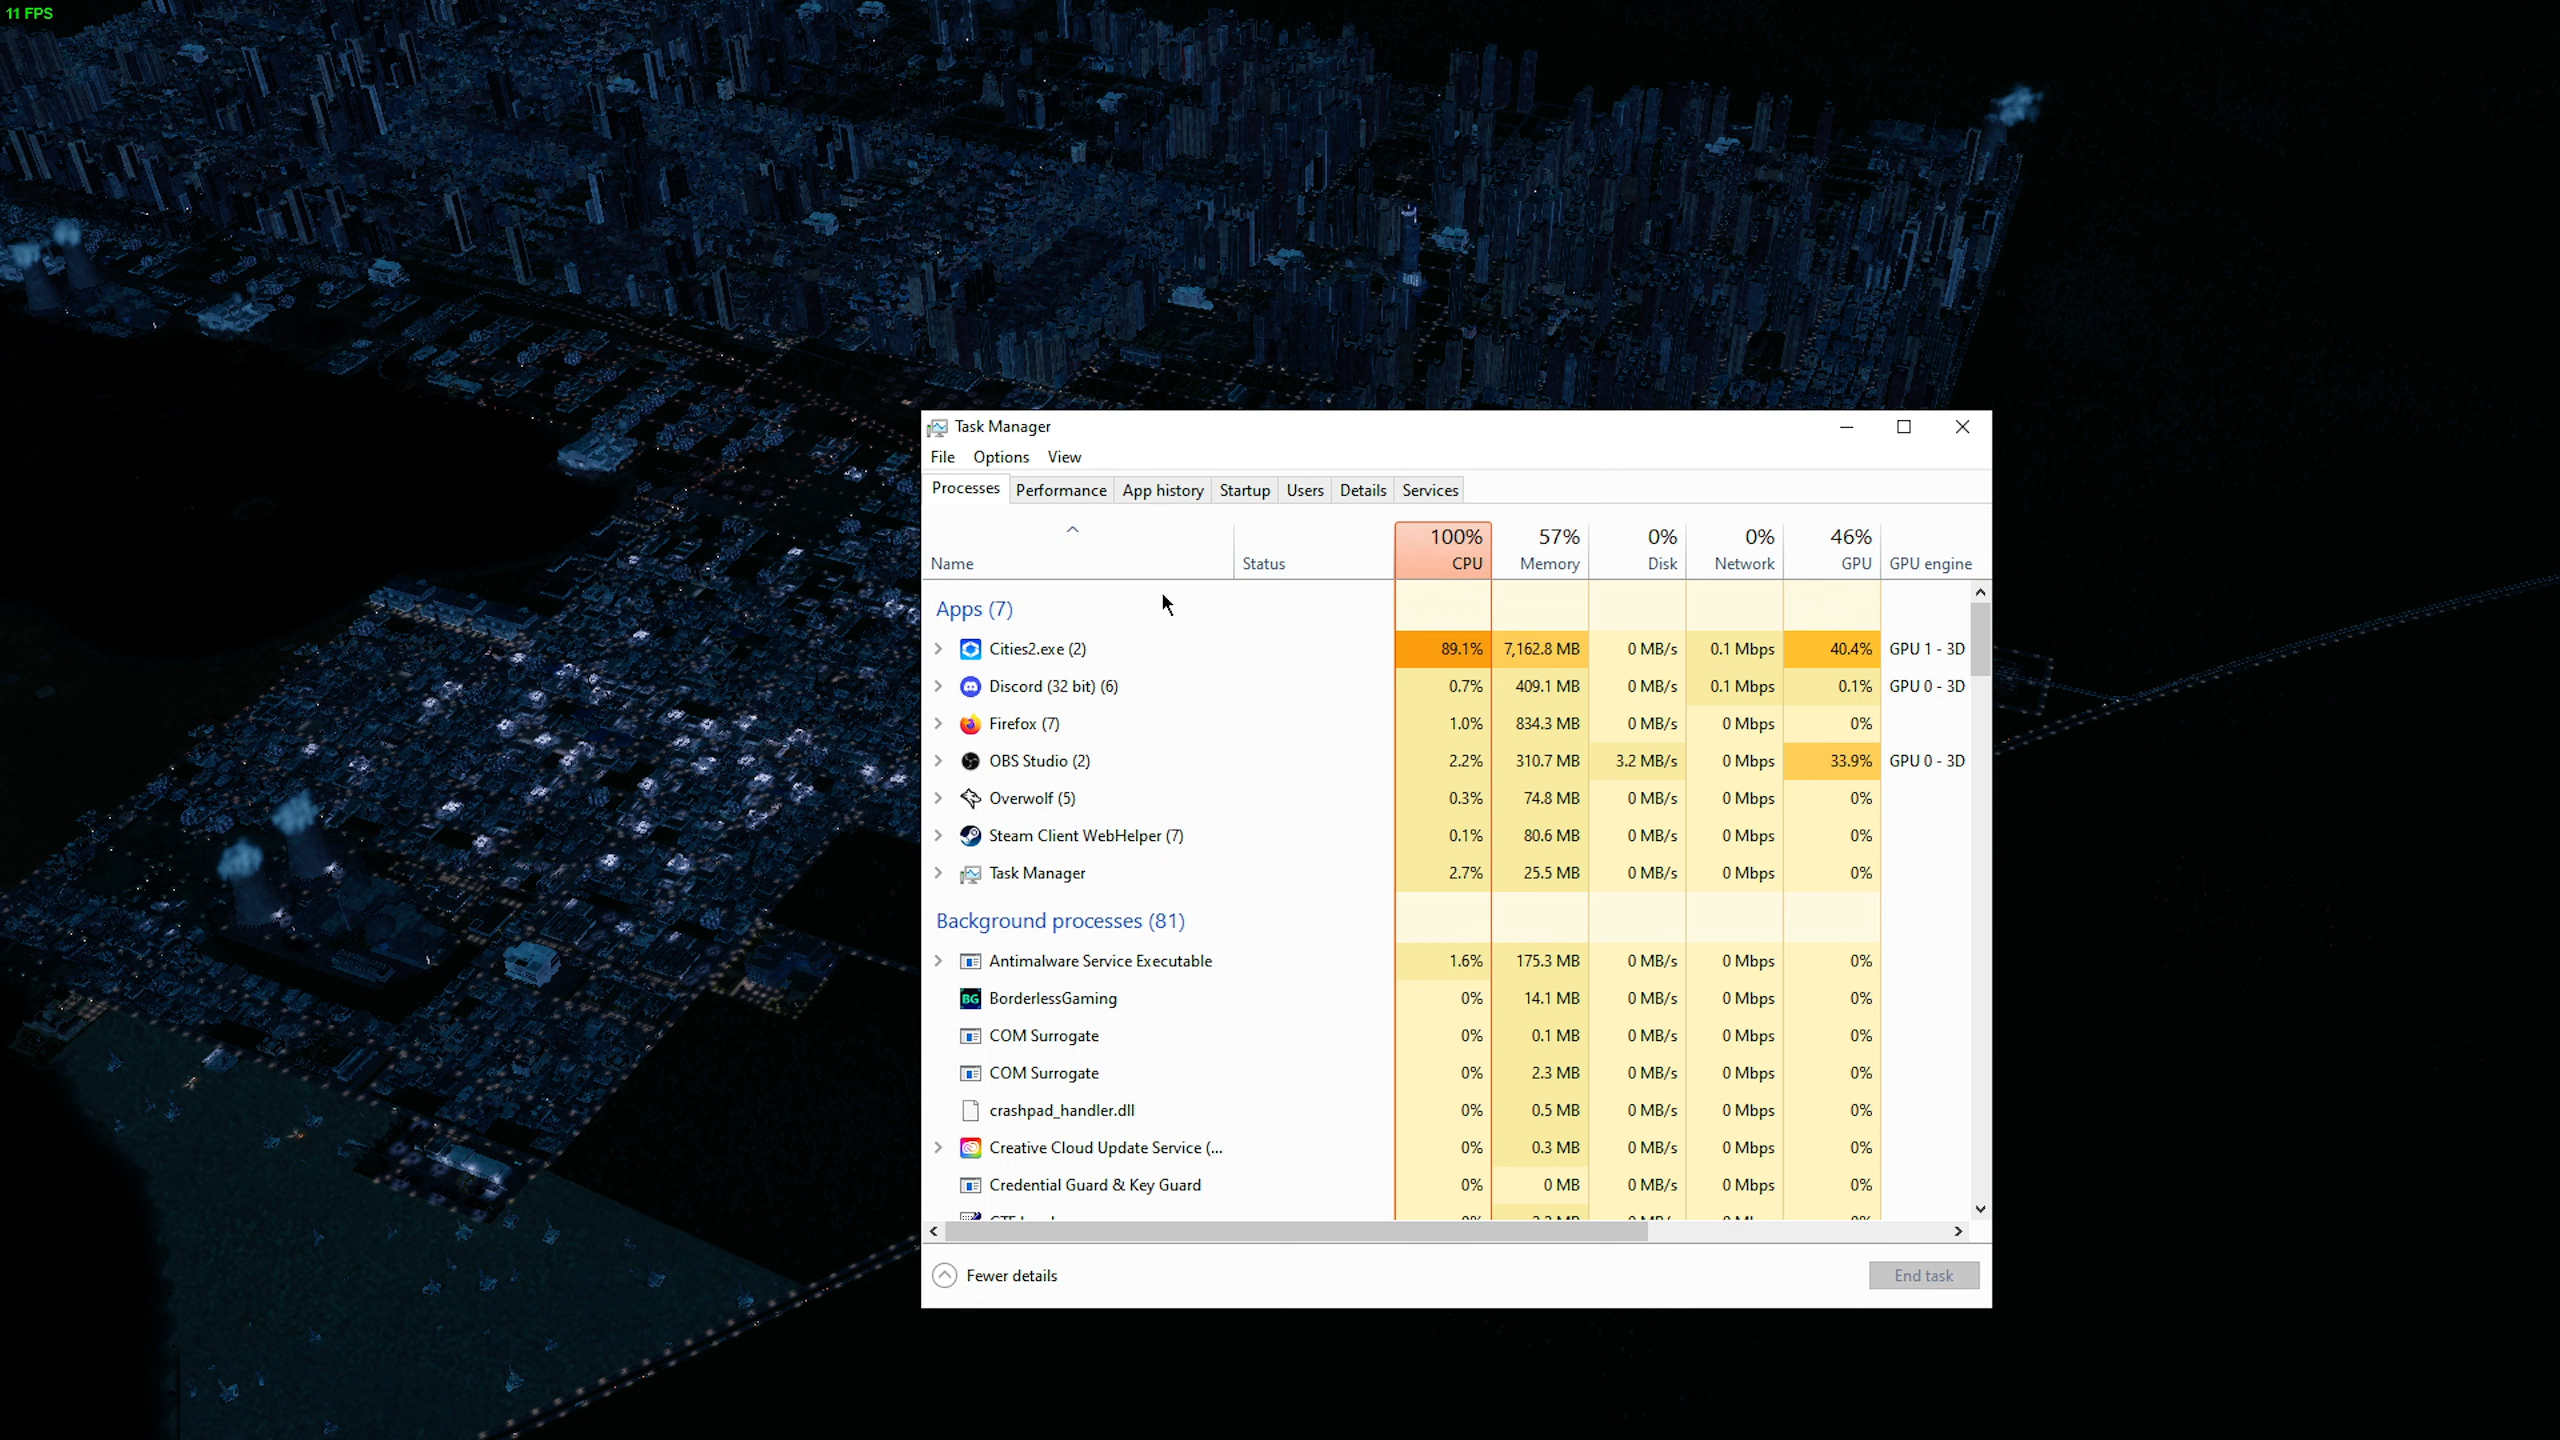 11 FPS
Task Manager
File Options View
Processes Performance App history Startup Users Details Services
100% 57% 0% 0% 46%
Name Status CPU Memory Disk Network GPU GPU engine
Apps (7)
Cities2.exe (2) 89.1% 7,162.8 MB 0 MB/s 0.1 Mbps 40.4% GPU 1 - 3D
Discord (32 bit) (6) 0.7% 409.1 MB 0 MB/s 0.1 Mbps 0.1% GPU 0 - 3D
Firefox (7) 1.0% 834.3 MB 0 MB/s 0 Mbps 0%
OBS Studio (2) 2.2% 310.7 MB 3.2 MB/s 0 Mbps 33.9% GPU 0 - 3D
Overwolf (5) 0.3% 74.8 MB 0 MB/s 0 Mbps 0%
Steam Client WebHelper (7) 0.1% 80.6 MB 0 MB/s 0 Mbps 0%
Task Manager 2.7% 25.5 MB 0 MB/s 0 Mbps 0%
Background processes (81)
Antimalware Service Executable 1.6% 175.3 MB 0 MB/s 0 Mbps 0%
BG BorderlessGaming 0% 14.1 MB 0 MB/s 0 Mbps 0%
COM Surrogate 0% 0.1 MB 0 MB/s 0 Mbps 0%
COM Surrogate 0% 2.3 MB 0 MB/s 0 Mbps 0%
crashpad_handler.dll 0% 0.5 MB 0 MB/s 0 Mbps 0%
Creative Cloud Update Service (... 0% 0.3 MB 0 MB/s 0 Mbps 0%
Credential Guard & Key Guard 0% 0 MB 0 MB/s 0 Mbps 0%
Fewer details End task